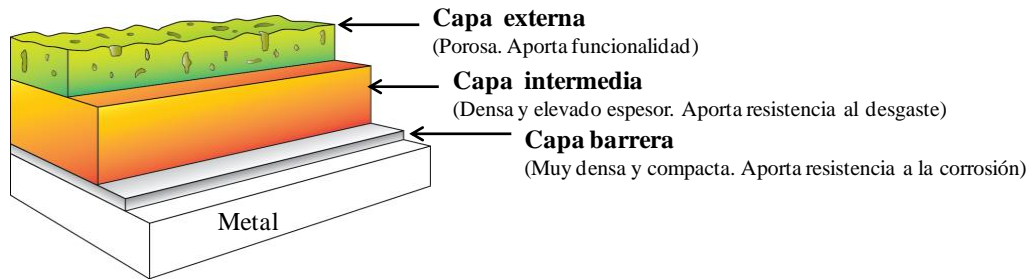 Capa externa
(Porosa. Aporta funcionalidad)
Capa intermedia
(Densa y elevado espesor. Aporta resistencia al desgaste)
Capa barrera
(Muy densa y compacta. Aporta resistencia a la corrosión)
Metal